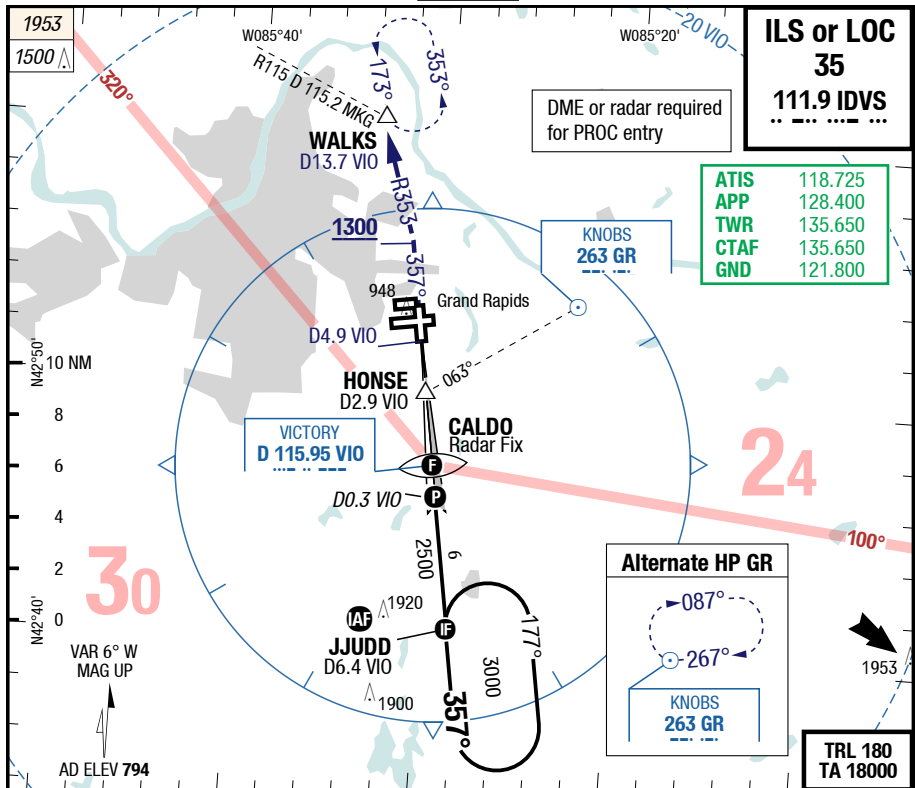 1953
1500
W085°40'
W085°20'
20 VIO
ILS or LOC
35
111.9 IDVS
320°
R115 D 115.2 MKG
173°
353°
DME or radar required
for PROC entry
WALKS
D13.7 VIO
R353
357°
1300
ATIS 118.725
APP 128.400
TWR 135.650
CTAF 135.650
GND 121.800
KNOBS
263 GR
948
Grand Rapids
D4.9 VIO
N42°50'
10 NM
8
6
4
2
0
HONSE
D2.9 VIO
063°
VICTORY
D 115.95 VIO
CALDO
Radar Fix
F
P
D0.3 VIO
24
100°
6
2500
30
N42°40'
IAF
1920
IF
JJUDD
D6.4 VIO
1900
177°
3000
357°
VAR 6° W
MAG UP
AD ELEV 794
Alternate HP GR
087°
267°
KNOBS
263 GR
1953
TRL 180
TA 18000